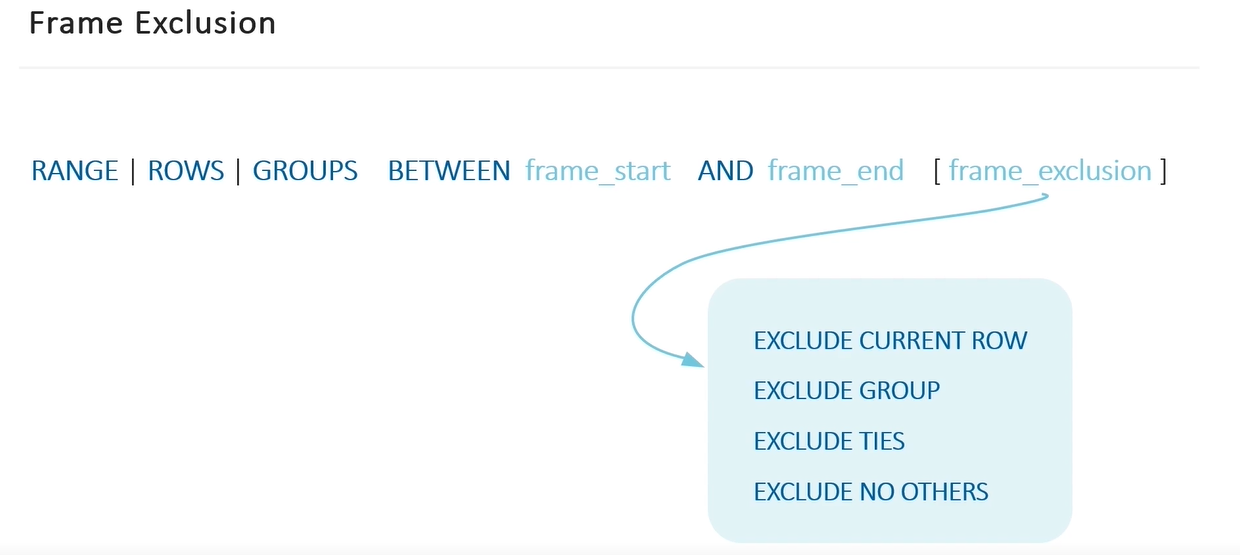 Frame Exclusion
RANGE | ROWS | GROUPS BETWEEN frame_start AND frame_end [ frame_exclusion ]
EXCLUDE CURRENT ROW
EXCLUDE GROUP
EXCLUDE TIES
EXCLUDE NO OTHERS